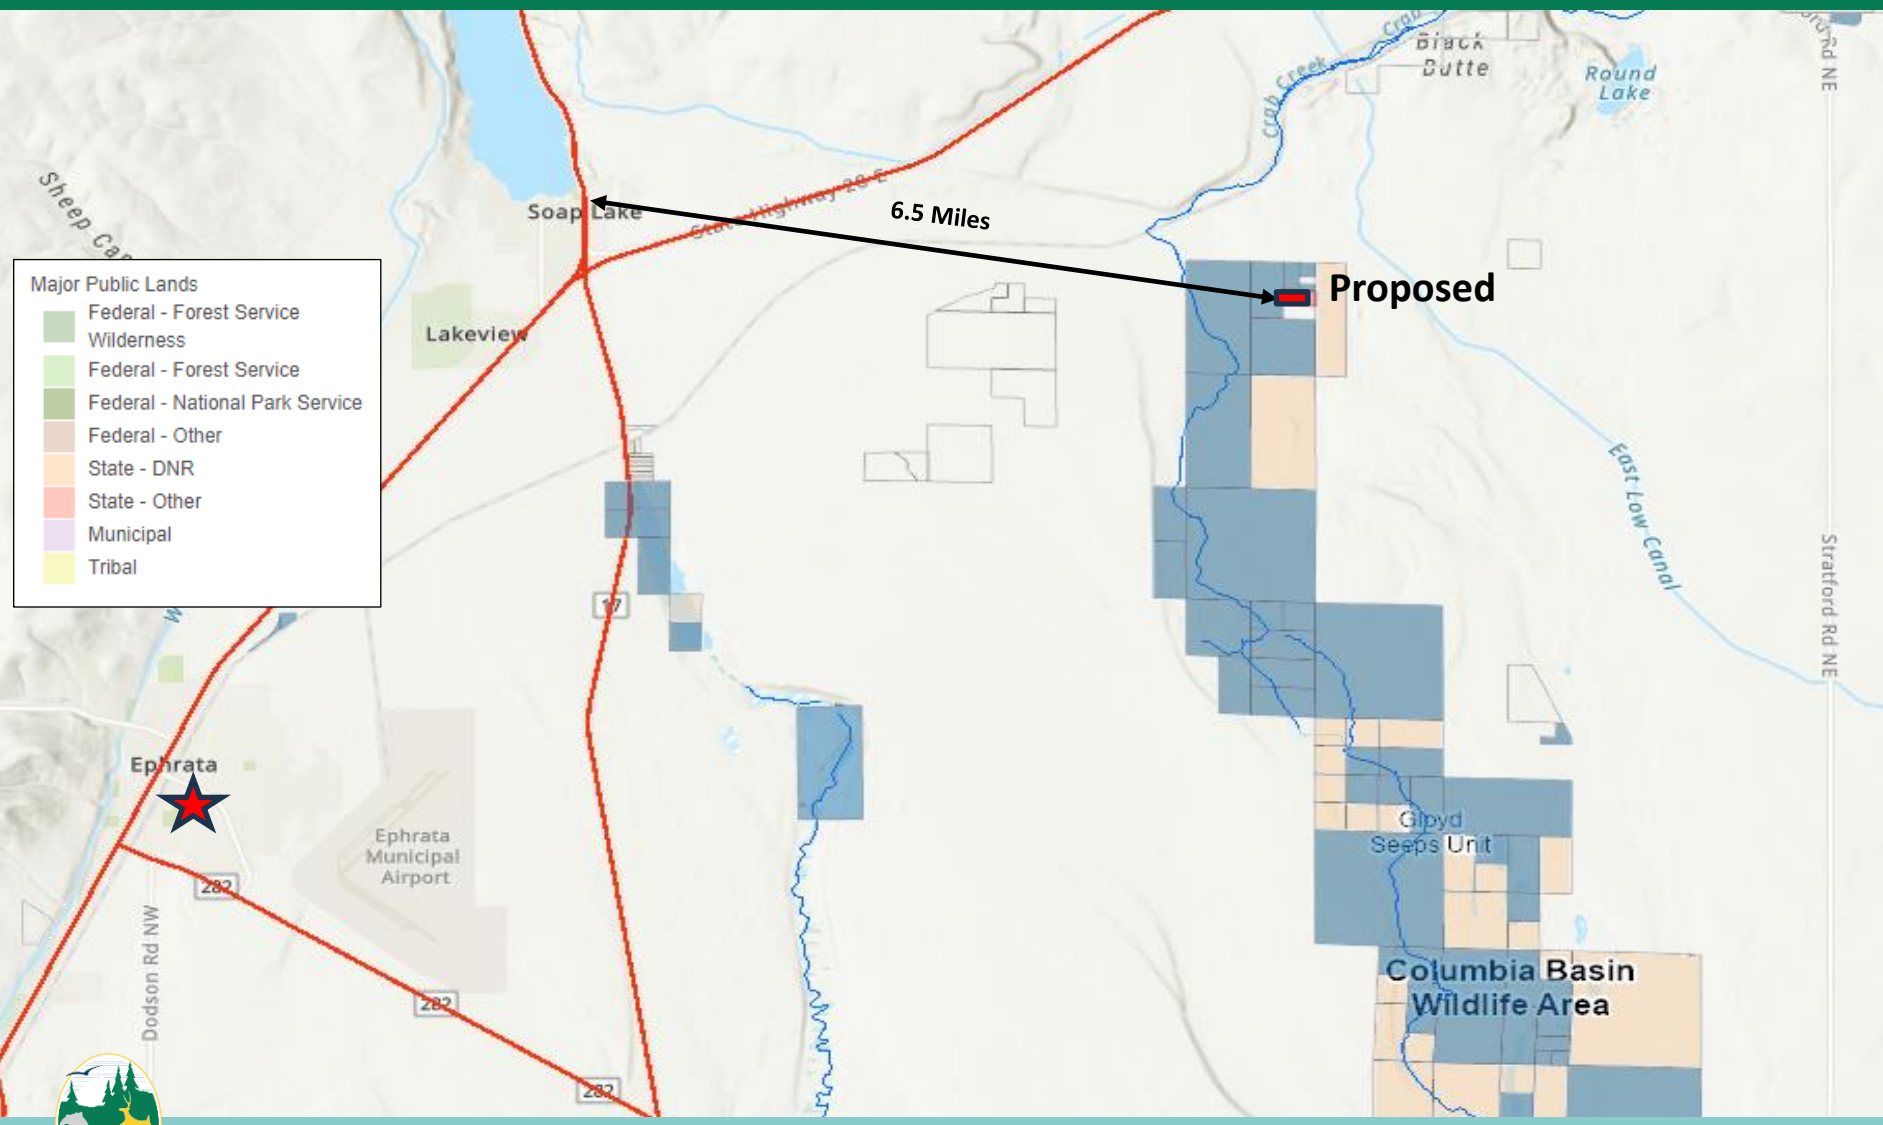 Crab
Black
Butte
Round
Lake
Rd NE
Crab Creek
Sheep
Soap Lake
State Highway 28 E
6.5 Miles
Proposed
Major Public Lands
Federal - Forest Service
Wilderness
Federal - Forest Service
Federal - National Park Service
Federal - Other
State - DNR
State - Other
Municipal
Tribal
Lakeview
East Low Canal
Stratford Rd NE
17
W
Ephrata
Ephrata
Municipal
Airport
Gloyd
Seeps Unit
282
Dodson Rd NW
282
Columbia Basin
Wildlife Area
282